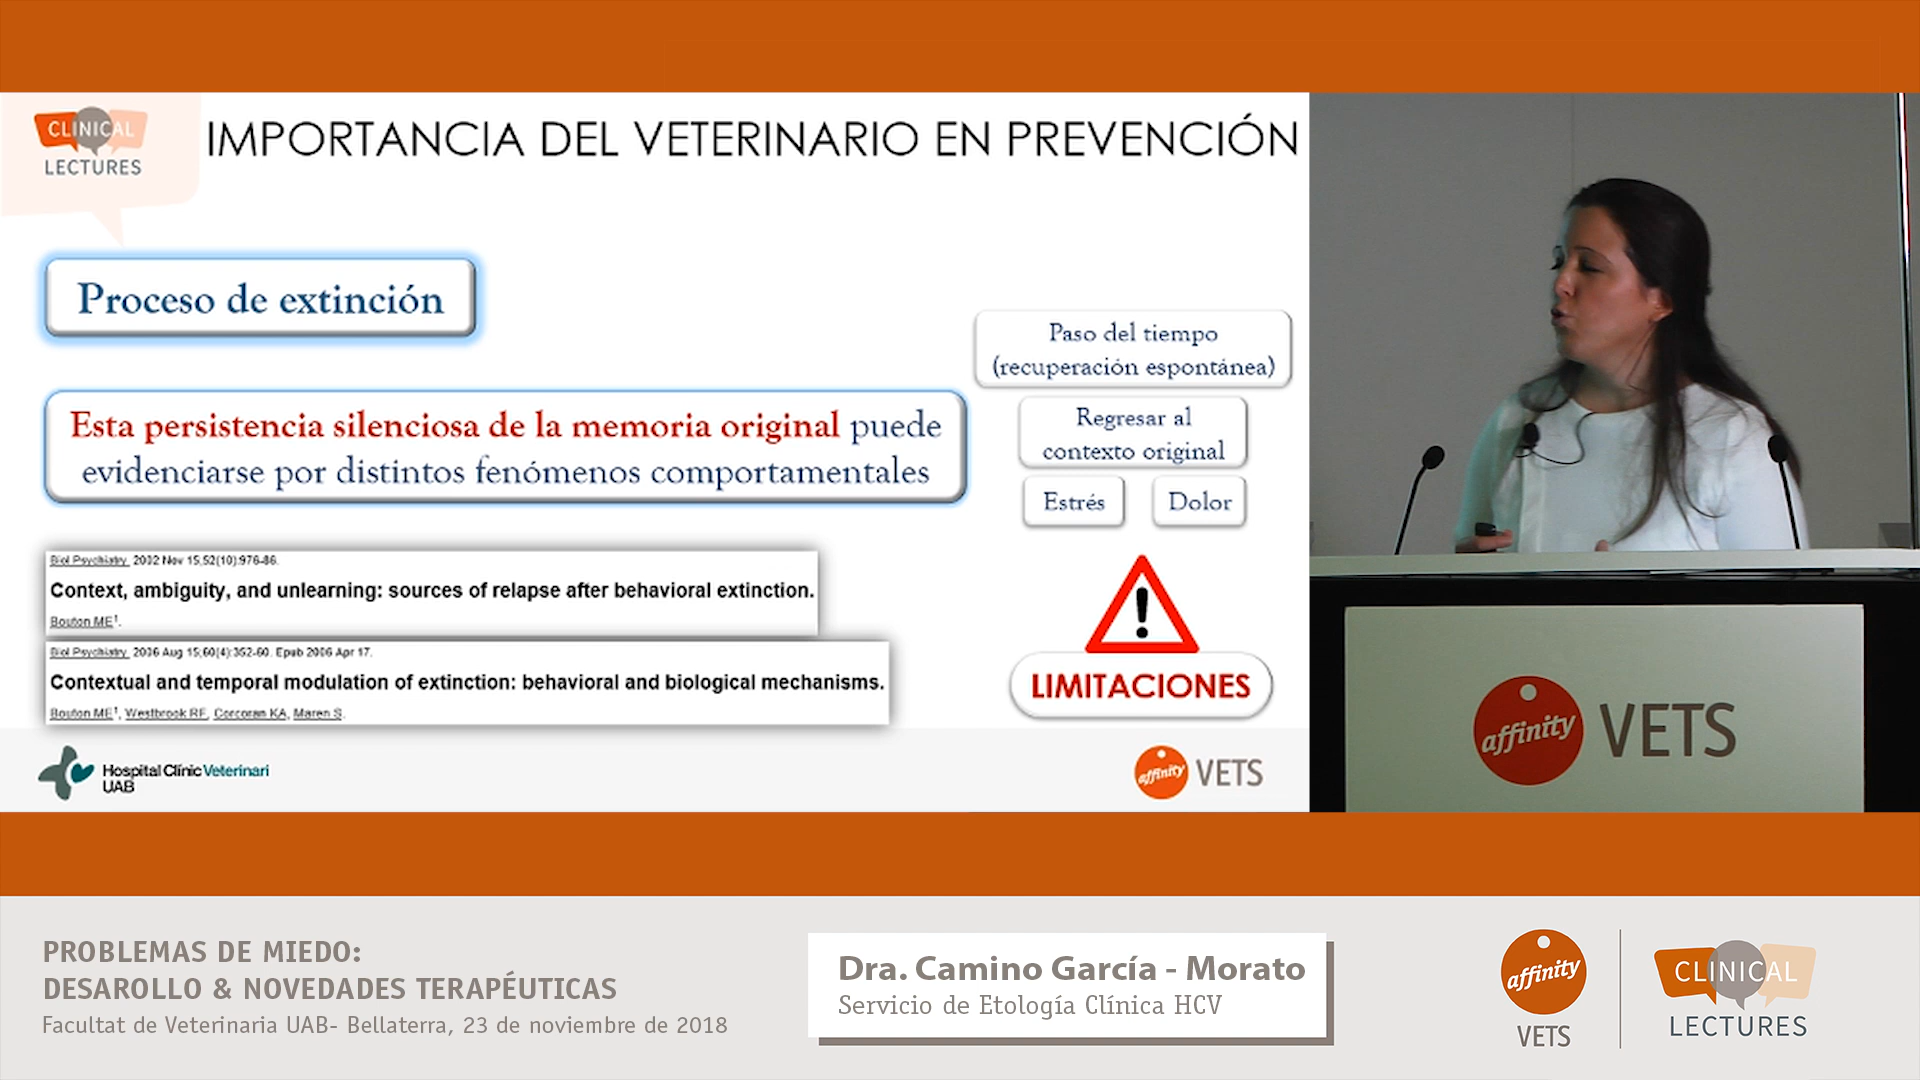 CLINICAL
LECTURES
IMPORTANCIA DEL VETERINARIO EN PREVENCIÓN
Proceso de extinción
Esta persistencia silenciosa de la memoria original puede
evidenciarse por distintos fenómenos comportamentales
Paso del tiempo
(recuperación espontánea)
Regresar al
contexto original
Estrés
Dolor
Biol Psychiatry. 2002 Nov 15;52(10):976-86.
Context, ambiguity, and unlearning: sources of relapse after behavioral extinction.
Bouton ME1.
Biol Psychiatry. 2006 Aug 15;60(4):352-60. Epub 2006 Apr 17.
Contextual and temporal modulation of extinction: behavioral and biological mechanisms.
Bouton ME1, Westbrook RF, Corcoran KA, Maren S.
!
LIMITACIONES
Hospital Clínic Veterinari
UAB
affinity VETS
affinity VETS
PROBLEMAS DE MIEDO:
DESAROLLO & NOVEDADES TERAPÉUTICAS
Facultat de Veterinaria UAB- Bellaterra, 23 de noviembre de 2018
Dra. Camino García - Morato
Servicio de Etología Clínica HCV
affinity
VETS
CLINICAL
LECTURES